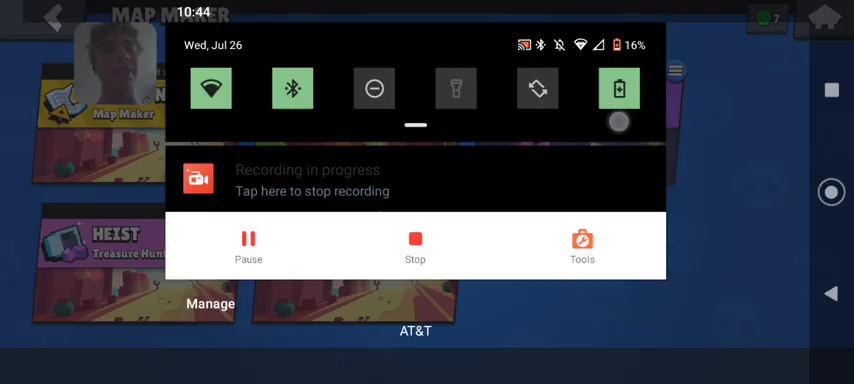 MAP MAKER
10:44
7
Wed, Jul 26
16%
Map Maker
Recording in progress
Tap here to stop recording
HEIST
Treasure Hun
Pause
Stop
Tools
Manage
AT&T